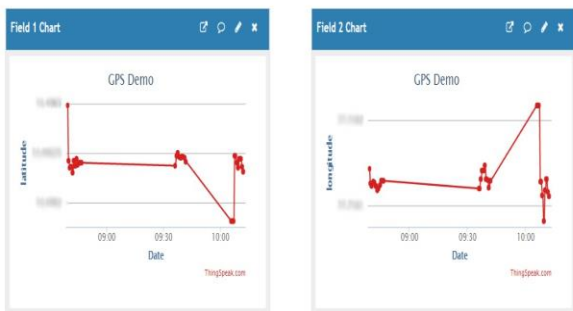 Field 1 Chart
GPS Demo
latitude
09:00 09:30 10:00
Date
ThingSpeak.com
Field 2 Chart
GPS Demo
longitude
09:00 09:30 10:00
Date
ThingSpeak.com